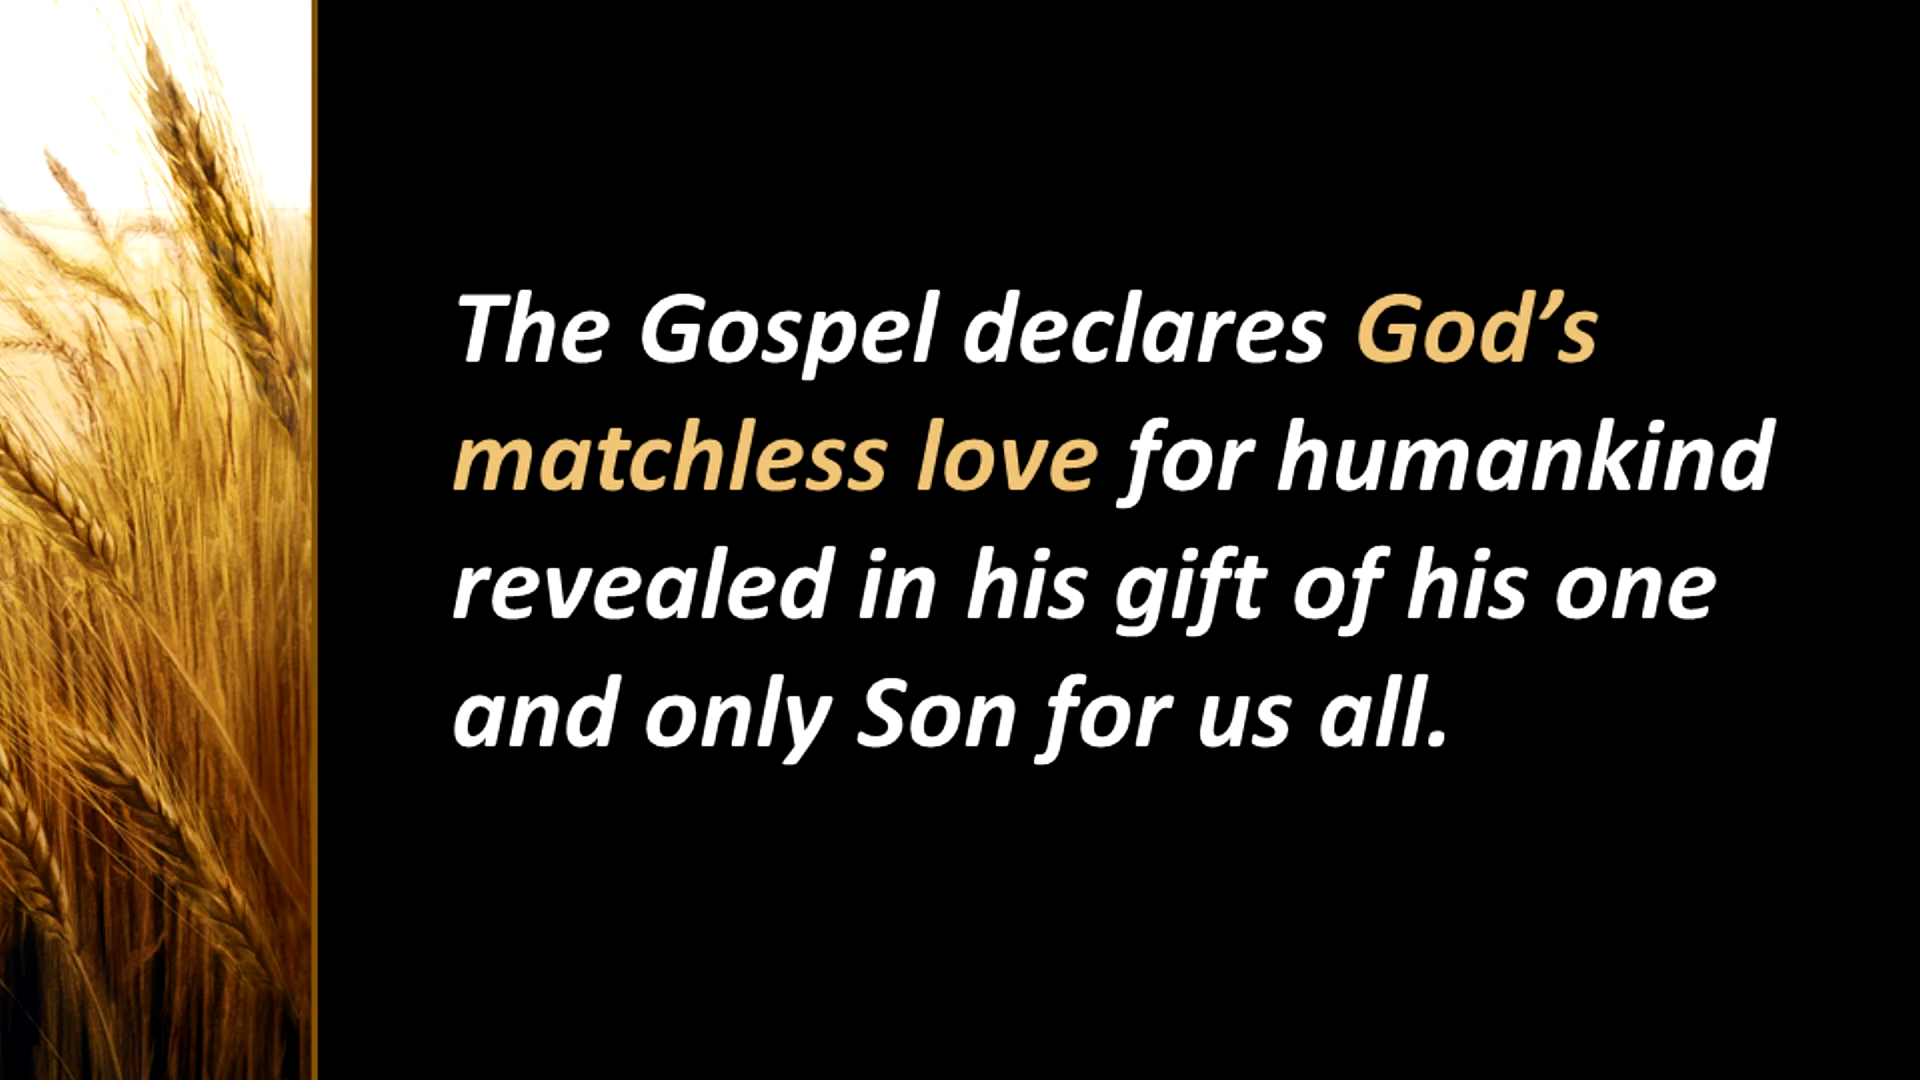 The Gospel declares God’s
matchless love for humankind
revealed in his gift of his one
and only Son for us all.